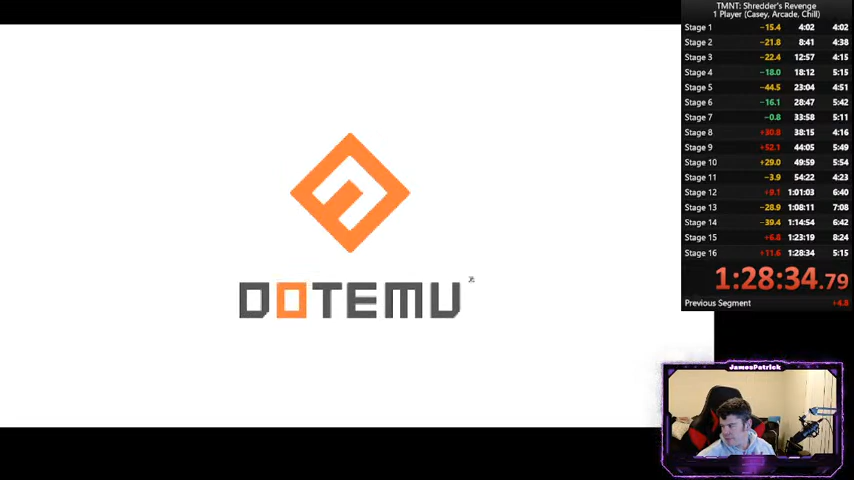 TMNT: Shredder's Revenge
1 Player (Casey, Arcade, Chill)
Stage 1 −15.4 4:02 4:02
Stage 2 −21.8 8:41 4:38
Stage 3 −22.4 12:57 4:15
Stage 4 −18.0 18:12 5:15
Stage 5 −44.5 23:04 4:51
Stage 6 −16.1 28:47 5:42
Stage 7 −0.8 33:58 5:11
Stage 8 +30.8 38:15 4:16
Stage 9 +52.1 44:05 5:49
Stage 10 +29.0 49:59 5:54
Stage 11 −3.9 54:22 4:23
Stage 12 +9.1 1:01:03 6:40
Stage 13 −28.9 1:08:11 7:08
Stage 14 −39.4 1:14:54 6:42
Stage 15 +6.8 1:23:19 8:24
Stage 16 +11.6 1:28:34 5:15
1:28:34.79
Previous Segment +4.8
DOTEMU
JamesPatrick